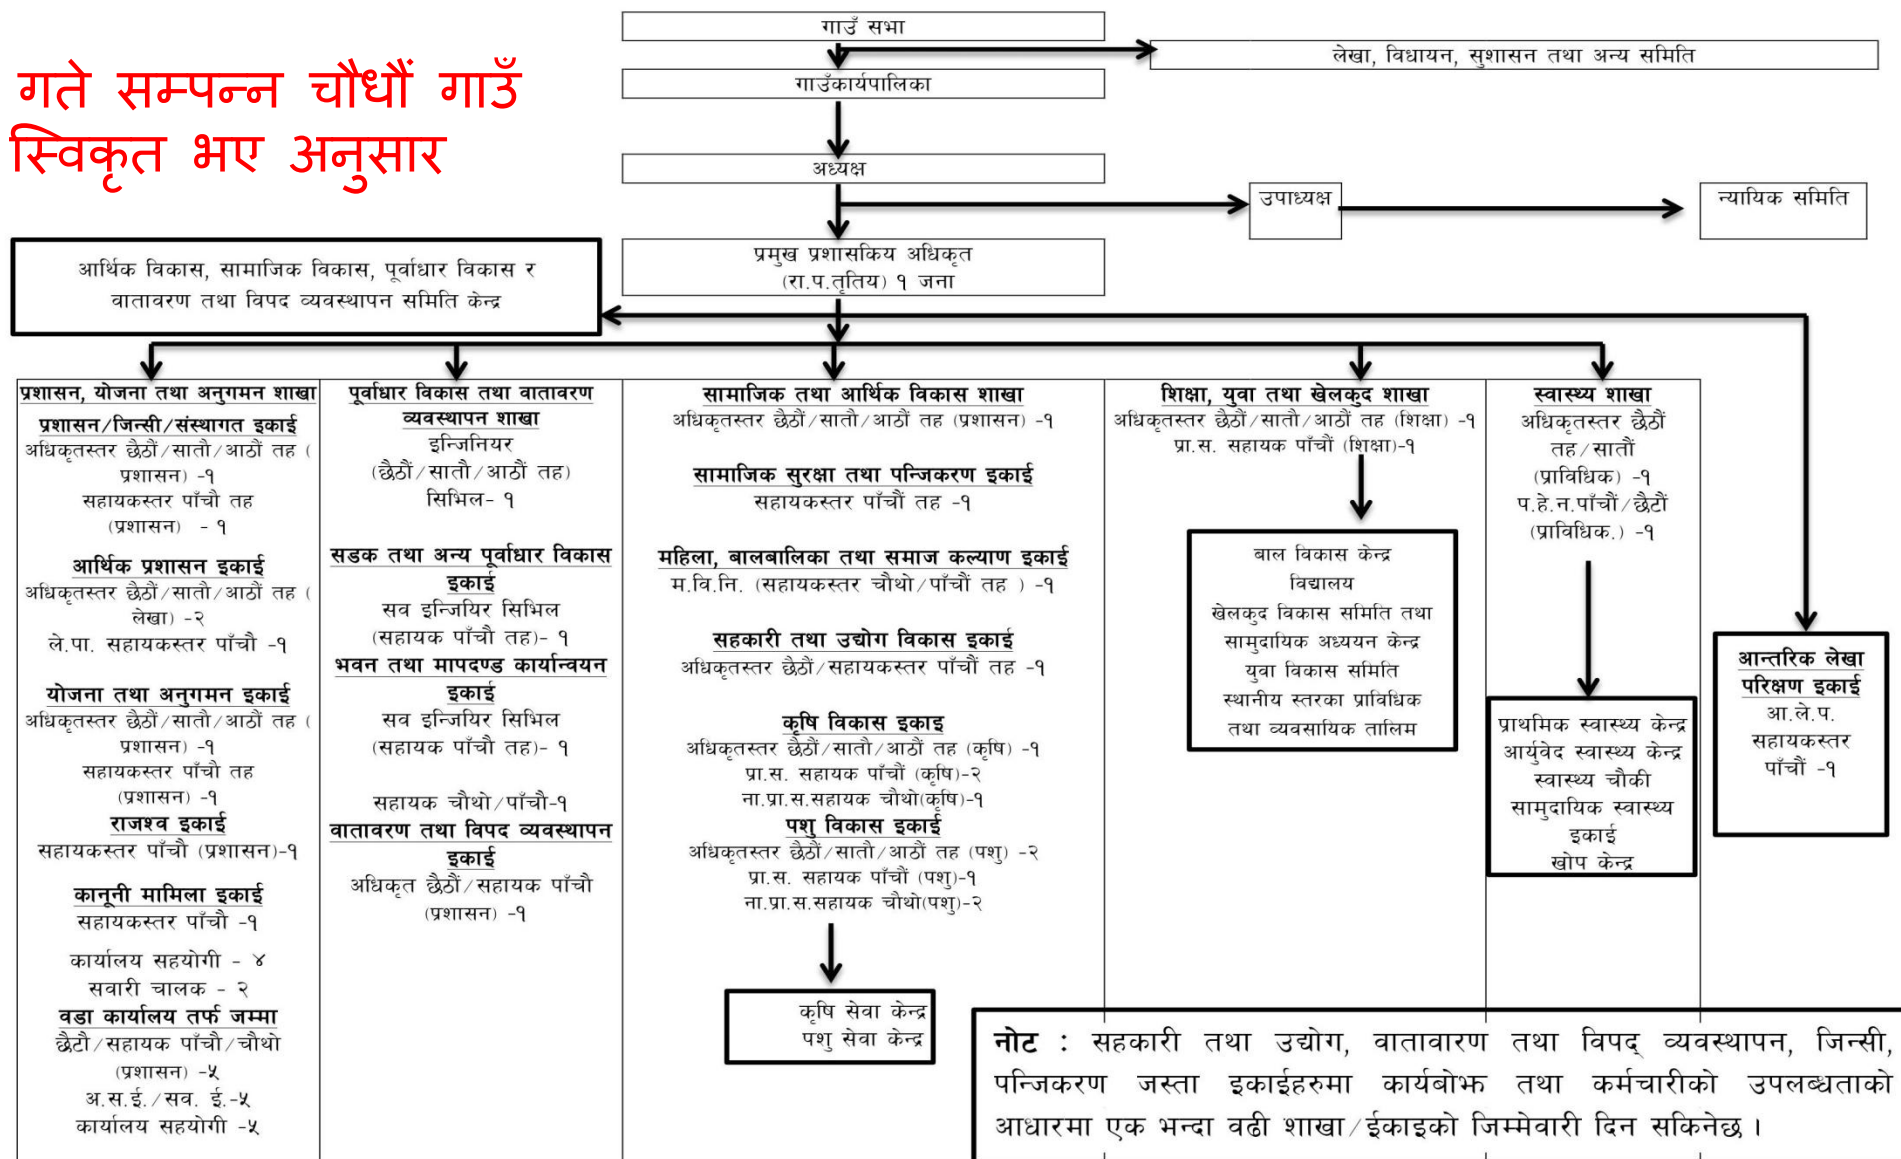 गते सम्पन्न चौधौं गाउँ
स्विकृत भए अनुसार
गाउँ सभा
लेखा, विधायन, सुशासन तथा अन्य समिति
गाउँकार्यपालिका
अध्यक्ष
उपाध्यक्ष
न्यायिक समिति
प्रमुख प्रशासकिय अधिकृत
(रा.प.तृतिय) १ जना
आर्थिक विकास, सामाजिक विकास, पूर्वाधार विकास र
वातावरण तथा विपद व्यवस्थापन समिति केन्द्र
प्रशासन, योजना तथा अनुगमन शाखा
प्रशासन/जिन्सी/संस्थागत इकाई
अधिकृतस्तर छैठौं/सातौ/आठौं तह (
प्रशासन) -१
सहायकस्तर पाँचौ तह
(प्रशासन) - १
आर्थिक प्रशासन इकाई
अधिकृतस्तर छैठौं/सातौ/आठौं तह (
लेखा) -२
ले.पा. सहायकस्तर पाँचौ -१
योजना तथा अनुगमन इकाई
अधिकृतस्तर छैठौं/सातौ/आठौं तह (
प्रशासन) -१
सहायकस्तर पाँचौ तह
(प्रशासन) -१
राजश्व इकाई
सहायकस्तर पाँचौ (प्रशासन)-१
कानूनी मामिला इकाई
सहायकस्तर पाँचौ -१
कार्यालय सहयोगी - ४
सवारी चालक - २
वडा कार्यालय तर्फ जम्मा
छैटौ/सहायक पाँचौ/चौथो
(प्रशासन) -५
अ.स.ई./सव. ई.-५
कार्यालय सहयोगी -५
पूर्वाधार विकास तथा वातावरण
व्यवस्थापन शाखा
इन्जिनियर
(छैठौं/सातौ/आठौं तह)
सिभिल- १
सडक तथा अन्य पूर्वाधार विकास
इकाई
सव इन्जियिर सिभिल
(सहायक पाँचौ तह)- १
भवन तथा मापदण्ड कार्यान्वयन
इकाई
सव इन्जियिर सिभिल
(सहायक पाँचौ तह)- १
सहायक चौथो/पाँचौ-१
वातावरण तथा विपद व्यवस्थापन
इकाई
अधिकृत छैठौं/सहायक पाँचौ
(प्रशासन) -१
सामाजिक तथा आर्थिक विकास शाखा
अधिकृतस्तर छैठौं/सातौ/आठौं तह (प्रशासन) -१
सामाजिक सुरक्षा तथा पन्जिकरण इकाई
सहायकस्तर पाँचौं तह -१
महिला, बालबालिका तथा समाज कल्याण इकाई
म.वि.नि. (सहायकस्तर चौथो/पाँचौं तह ) -१
सहकारी तथा उद्योग विकास इकाई
अधिकृतस्तर छैठौं/सहायकस्तर पाँचौं तह -१
कृषि विकास इकाइ
अधिकृतस्तर छैठौं/सातौ/आठौं तह (कृषि) -१
प्रा.स. सहायक पाँचौं (कृषि)-२
ना.प्रा.स.सहायक चौथो(कृषि)-१
पशु विकास इकाई
अधिकृतस्तर छैठौं/सातौ/आठौं तह (पशु) -२
प्रा.स. सहायक पाँचौं (पशु)-१
ना.प्रा.स.सहायक चौथो(पशु)-२
कृषि सेवा केन्द्र
पशु सेवा केन्द्र
शिक्षा, युवा तथा खेलकुद शाखा
अधिकृतस्तर छैठौं/सातौ/आठौं तह (शिक्षा) -१
प्रा.स. सहायक पाँचौं (शिक्षा)-१
बाल विकास केन्द्र
विद्यालय
खेलकुद विकास समिति तथा
सामुदायिक अध्ययन केन्द्र
युवा विकास समिति
स्थानीय स्तरका प्राविधिक
तथा व्यवसायिक तालिम
स्वास्थ्य शाखा
अधिकृतस्तर छैठौं
तह/सातौं
(प्राविधिक) -१
प.हे.न.पाँचौं/छैटौं
(प्राविधिक.) -१
प्राथमिक स्वास्थ्य केन्द्र
आर्युवेद स्वास्थ्य केन्द्र
स्वास्थ्य चौकी
सामुदायिक स्वास्थ्य
इकाई
खोप केन्द्र
आन्तरिक लेखा
परिक्षण इकाई
आ.ले.प.
सहायकस्तर
पाँचौं -१
नोट : सहकारी तथा उद्योग, वातावारण तथा विपद् व्यवस्थापन, जिन्सी,
पन्जिकरण जस्ता इकाईहरुमा कार्यबोझ तथा कर्मचारीको उपलब्धताको
आधारमा एक भन्दा वढी शाखा/ईकाइको जिम्मेवारी दिन सकिनेछ ।